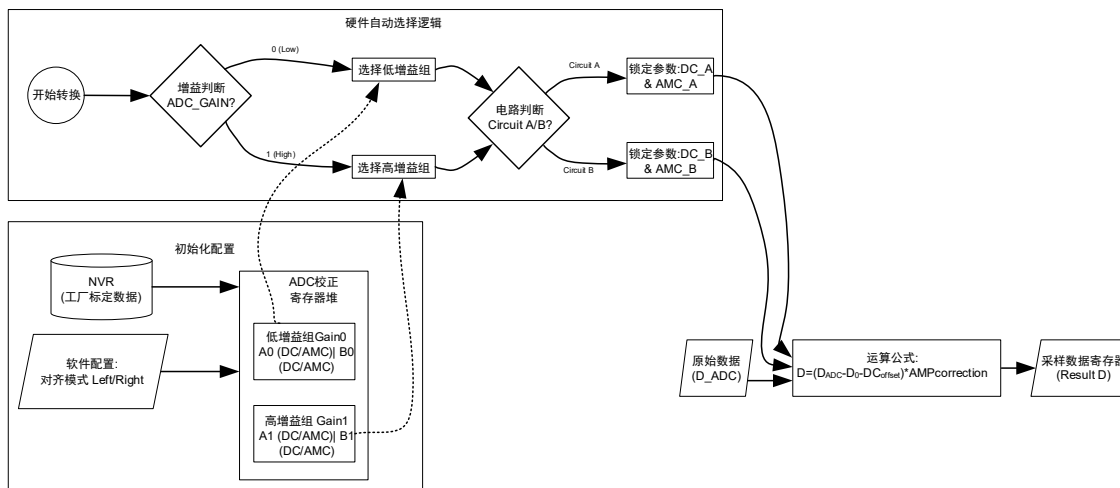 硬件自动选择逻辑
开始转换
增益判断
ADC_GAIN?
0 (Low)
1 (High)
选择低增益组
选择高增益组
电路判断
Circuit A/B?
Circuit A
Circuit B
锁定参数:DC_A
& AMC_A
锁定参数:DC_B
& AMC_B
初始化配置
NVR
(工厂标定数据)
软件配置:
对齐模式 Left/Right
ADC校正
寄存器堆
低增益组Gain0
A0 (DC/AMC)| B0
(DC/AMC)
高增益组 Gain1
A1 (DC/AMC)| B1
(DC/AMC)
原始数据
(D_ADC)
运算公式:
D=(DADC-D0-DCoffset)*AMPcorrection
采样数据寄存器
(Result D)